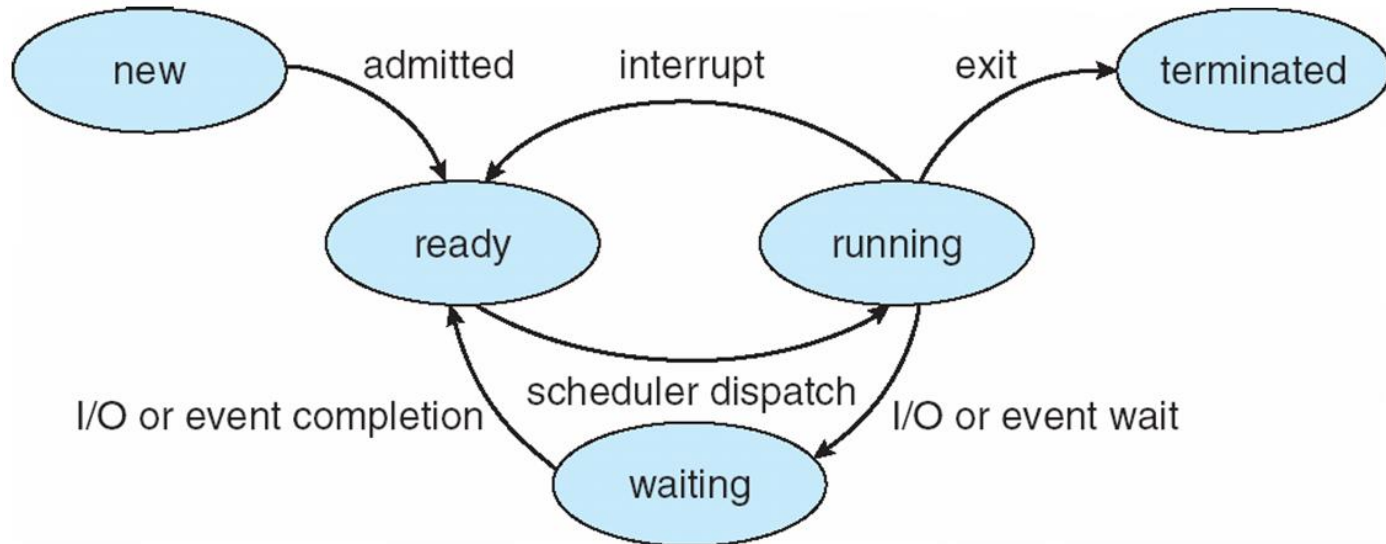 new
admitted
interrupt
exit
terminated
ready
running
scheduler dispatch
I/O or event completion
I/O or event wait
waiting